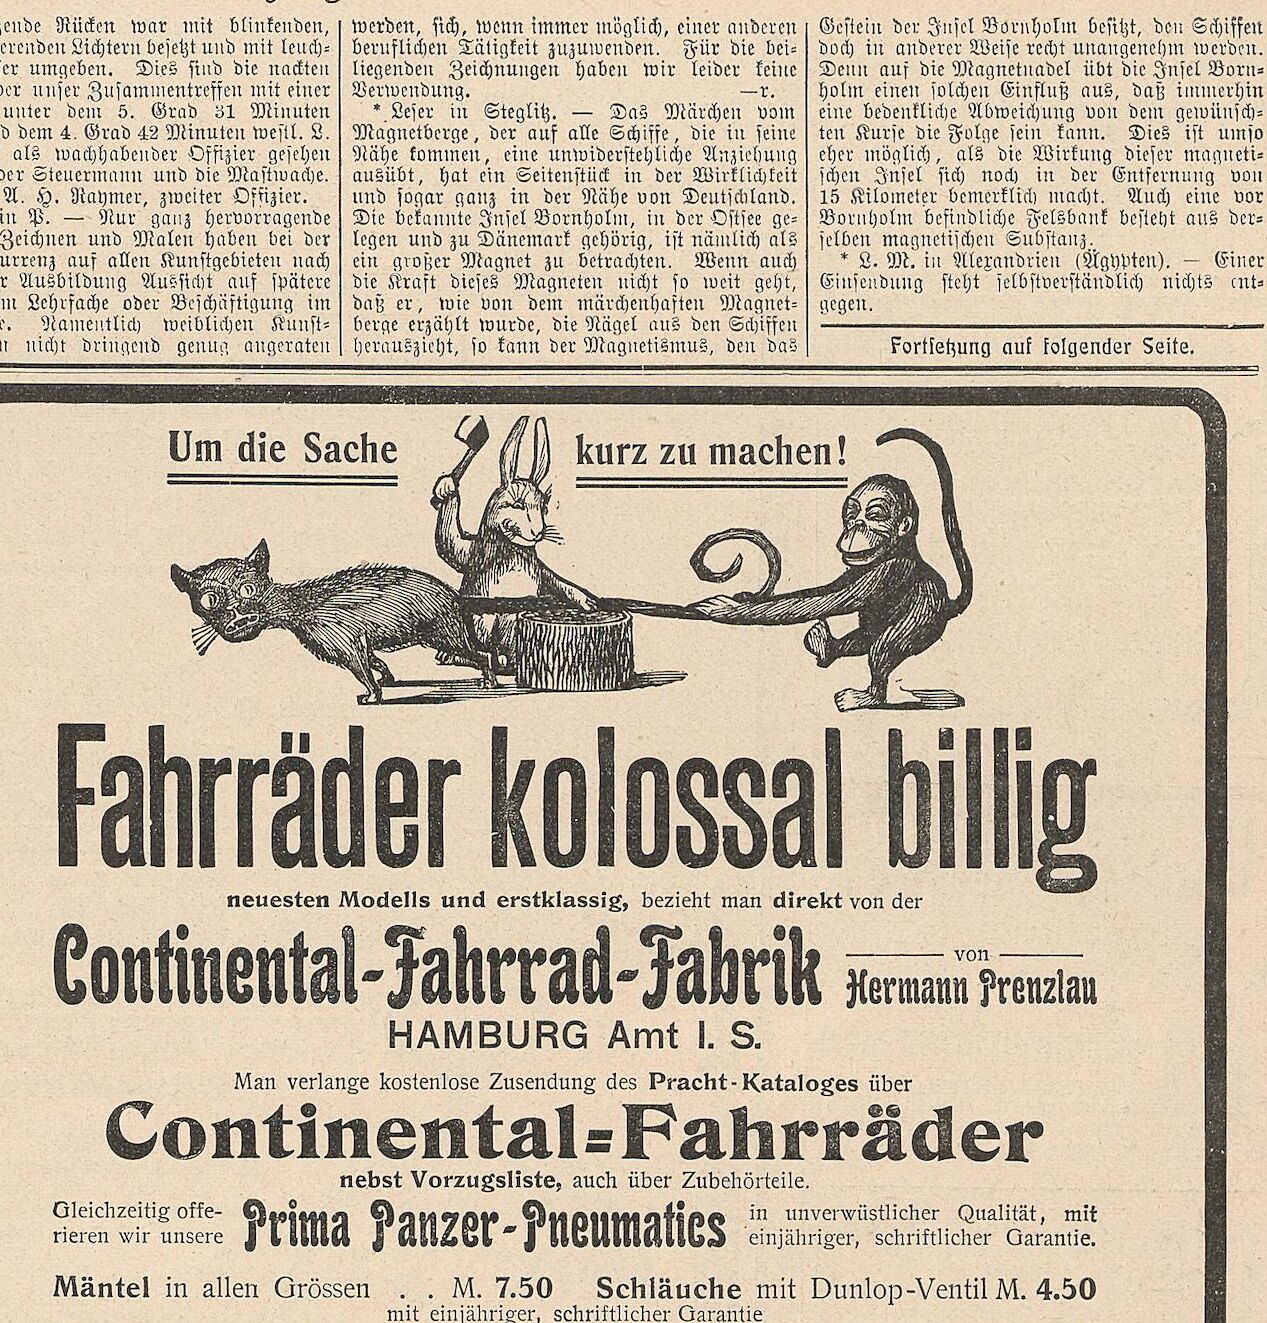 ende Rücken war mit blinkenden,
erenden Lichtern besetzt und mit leuch-
er umgeben. Dies sind die nackten
ber unser Zusammentreffen mit einer
unter dem 5. Grad 31 Minuten
d dem 4. Grad 42 Minuten westl. L.
als wachhabender Offizier gesehen
der Steuermann und die Mastwache.
A. H. Raymer, zweiter Offizier.
in P. — Nur ganz hervorragende
Zeichnen und Malen haben bei der
urrenz auf allen Kunstgebieten nach
r Ausbildung Aussicht auf spätere
m Lehrfache oder Beschäftigung im
e. Namentlich weiblichen Kunst-
n nicht dringend genug angeraten
werden, sich, wenn immer möglich, einer anderen
beruflichen Tätigkeit zuzuwenden. Für die bei-
liegenden Zeichnungen haben wir leider keine
Verwendung. —r.
* Leser in Steglitz. — Das Märchen vom
Magnetberge, der auf alle Schiffe, die in seine
Nähe kommen, eine unwiderstehliche Anziehung
ausübt, hat ein Seitenstück in der Wirklichkeit
und sogar ganz in der Nähe von Deutschland.
Die bekannte Insel Bornholm, in der Ostsee ge-
legen und zu Dänemark gehörig, ist nämlich als
ein großer Magnet zu betrachten. Wenn auch
die Kraft dieses Magneten nicht so weit geht,
daß er, wie von dem märchenhaften Magnet-
berge erzählt wurde, die Nägel aus den Schiffen
herauszieht, so kann der Magnetismus, den das
Gestein der Insel Bornholm besitzt, den Schiffen
doch in anderer Weise recht unangenehm werden.
Denn auf die Magnetnadel übt die Insel Born-
holm einen solchen Einfluß aus, daß immerhin
eine bedenkliche Abweichung von dem gewünsch-
ten Kurse die Folge sein kann. Dies ist umso
eher möglich, als die Wirkung dieser magneti-
schen Insel sich noch in der Entfernung von
15 Kilometer bemerklich macht. Auch eine vor
Bornholm befindliche Felsbank besteht aus der-
selben magnetischen Substanz.
* L. M. in Alexandrien (Ägypten). — Einer
Einsendung steht selbstverständlich nichts ent-
gegen.
Fortsetzung auf folgender Seite.
Um die Sache kurz zu machen!
Fahrräder kolossal billig
neuesten Modells und erstklassig, bezieht man direkt von der
Continental-Fahrrad-Fabrik von Hermann Prenzlau
HAMBURG Amt I. S.
Man verlange kostenlose Zusendung des Pracht-Kataloges über
Continental-Fahrräder
nebst Vorzugsliste, auch über Zubehörteile.
Gleichzeitig offe-
rieren wir unsere
Prima Panzer-Pneumatics
in unverwüstlicher Qualität, mit
einjähriger, schriftlicher Garantie.
Mäntel in allen Grössen . . M. 7.50 Schläuche mit Dunlop-Ventil M. 4.50
mit einjähriger, schriftlicher Garantie